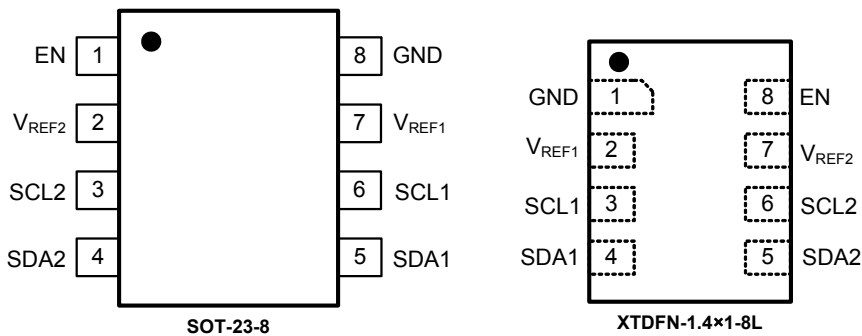 EN 1 8 GND
VREF2 2 7 VREF1
SCL2 3 6 SCL1
SDA2 4 5 SDA1
SOT-23-8
GND 1 8 EN
VREF1 2 7 VREF2
SCL1 3 6 SCL2
SDA1 4 5 SDA2
XTDFN-1.4×1-8L